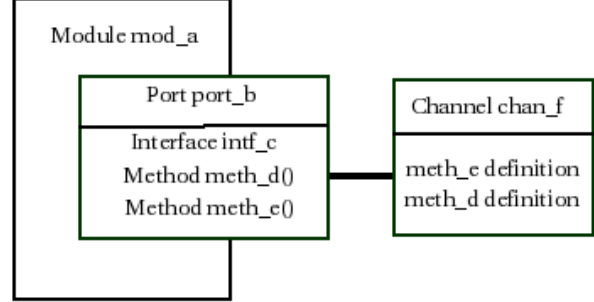 Module mod_a
Port port_b
Interface intf_c
Method meth_d()
Method meth_e()
Channel chan_f
meth_e definition
meth_d definition